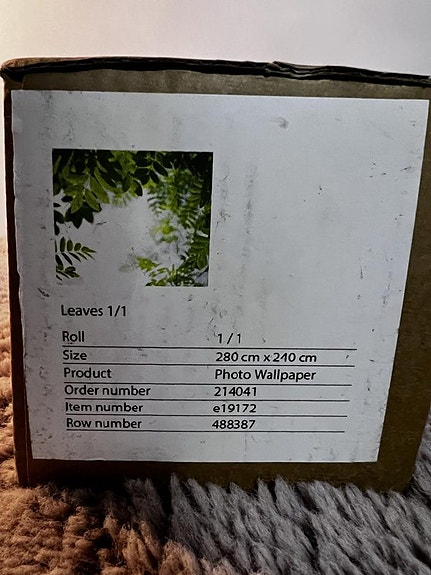 Leaves 1/1
Roll 1 / 1
Size 280 cm x 240 cm
Product Photo Wallpaper
Order number 214041
Item number e19172
Row number 488387